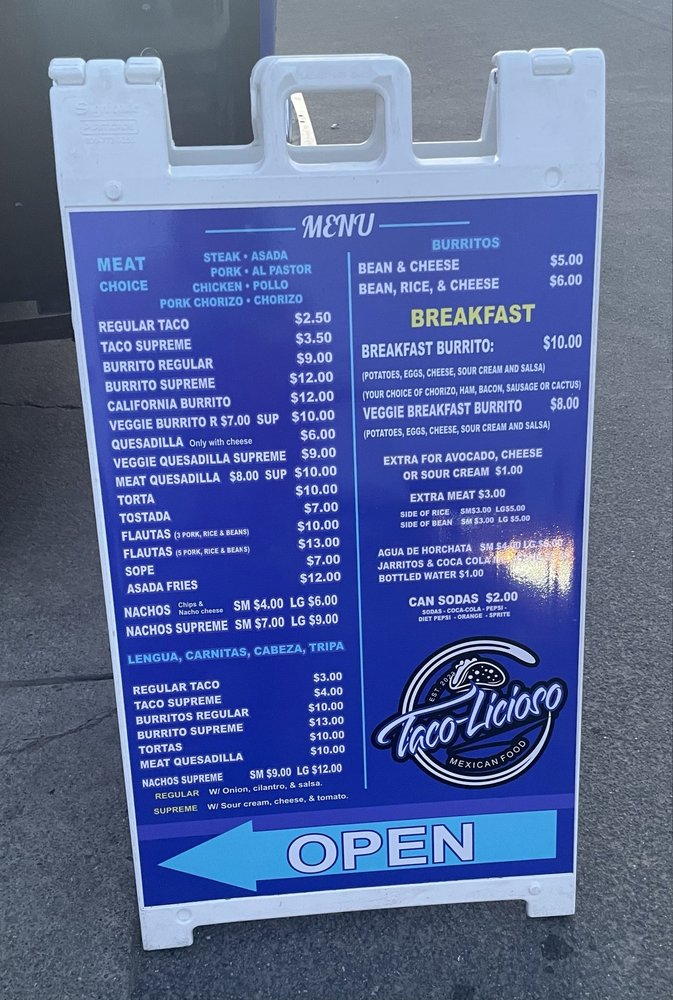 MENU
MEAT CHOICE
STEAK • ASADA
PORK • AL PASTOR
CHICKEN • POLLO
PORK CHORIZO • CHORIZO
REGULAR TACO $2.50
TACO SUPREME $3.50
BURRITO REGULAR $9.00
BURRITO SUPREME $12.00
CALIFORNIA BURRITO $12.00
VEGGIE BURRITO R $7.00 SUP $10.00
QUESADILLA Only with cheese $6.00
VEGGIE QUESADILLA SUPREME $9.00
MEAT QUESADILLA $8.00 SUP $10.00
TORTA $10.00
TOSTADA $7.00
FLAUTAS (3 PORK, RICE & BEANS) $10.00
FLAUTAS (5 PORK, RICE & BEANS) $13.00
SOPE $7.00
ASADA FRIES $12.00
NACHOS Chips & Nacho cheese SM $4.00 LG $6.00
NACHOS SUPREME SM $7.00 LG $9.00
LENGUA, CARNITAS, CABEZA, TRIPA
REGULAR TACO $3.00
TACO SUPREME $4.00
BURRITOS REGULAR $10.00
BURRITO SUPREME $13.00
TORTAS $10.00
MEAT QUESADILLA $10.00
NACHOS SUPREME SM $9.00 LG $12.00
REGULAR W/ Onion, cilantro, & salsa.
SUPREME W/ Sour cream, cheese, & tomato.
BURRITOS
BEAN & CHEESE $5.00
BEAN, RICE, & CHEESE $6.00
BREAKFAST
BREAKFAST BURRITO: $10.00
(POTATOES, EGGS, CHEESE, SOUR CREAM AND SALSA)
(YOUR CHOICE OF CHORIZO, HAM, BACON, SAUSAGE OR CACTUS)
VEGGIE BREAKFAST BURRITO $8.00
(POTATOES, EGGS, CHEESE, SOUR CREAM AND SALSA)
EXTRA FOR AVOCADO, CHEESE
OR SOUR CREAM $1.00
EXTRA MEAT $3.00
SIDE OF RICE SM$3.00 LG$5.00
SIDE OF BEAN SM $3.00 LG $5.00
AGUA DE HORCHATA SM $4.00 LG
JARRITOS & COCA COLA
BOTTLED WATER $1.00
CAN SODAS $2.00
SODAS - COCA-COLA - PEPSI -
DIET PEPSI - ORANGE - SPRITE
EST 2021
Taco-Licioso
MEXICAN FOOD
OPEN